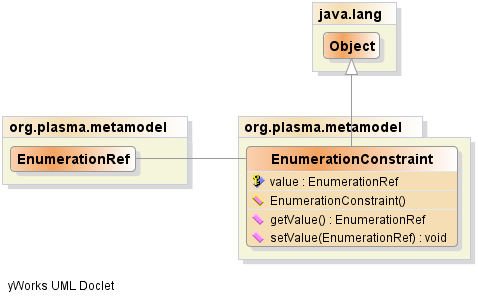 java.lang
Object
org.plasma.metamodel
EnumerationRef
org.plasma.metamodel
EnumerationConstraint
value : EnumerationRef
EnumerationConstraint()
getValue() : EnumerationRef
setValue(EnumerationRef) : void
yWorks UML Doclet